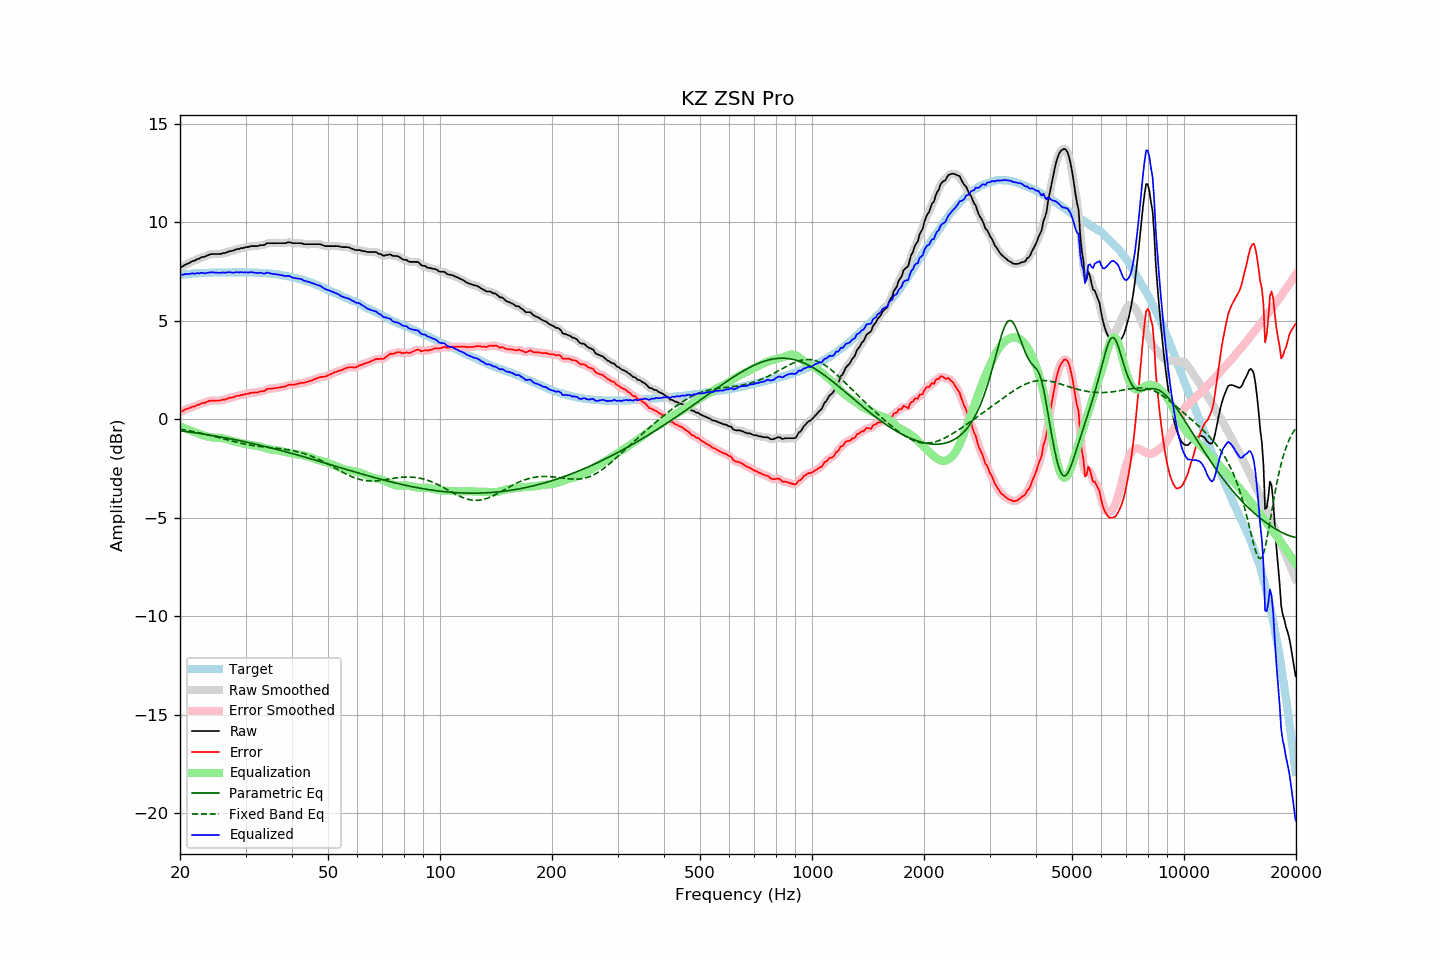 KZ ZSN Pro
Amplitude (dBr)
15
10
5
0
−5
−10
−15
−20
Target
Raw Smoothed
Error Smoothed
Raw
Error
Equalization
Parametric Eq
Fixed Band Eq
Equalized
20 50 100 200 500 1000 2000 5000 10000 20000
Frequency (Hz)